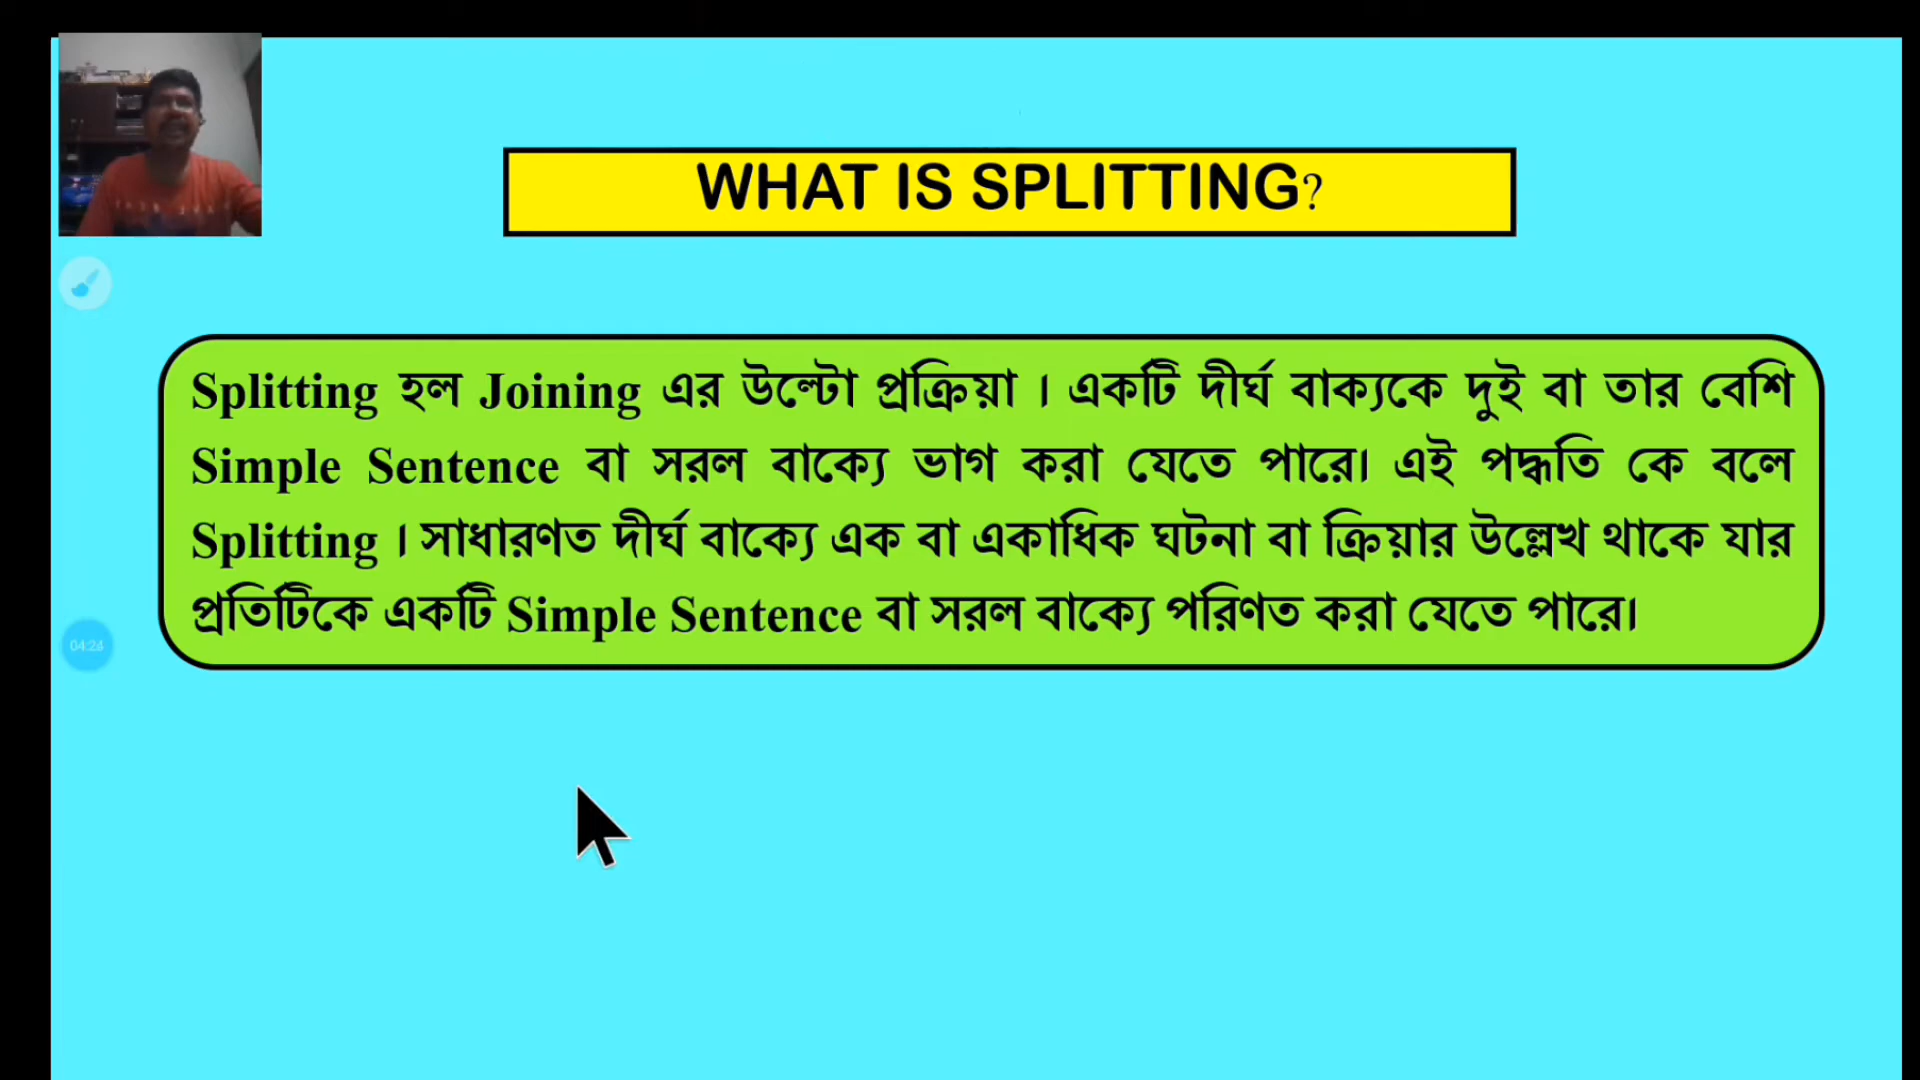 WHAT IS SPLITTING?
Splitting হল Joining এর উল্টো প্রক্রিয়া । একটি দীর্ঘ বাক্যকে দুই বা তার বেশি
Simple Sentence বা সরল বাক্যে ভাগ করা যেতে পারে। এই পদ্ধতি কে বলে
Splitting । সাধারণত দীর্ঘ বাক্যে এক বা একাধিক ঘটনা বা ক্রিয়ার উল্লেখ থাকে যার
প্রতিটিকে একটি Simple Sentence বা সরল বাক্যে পরিণত করা যেতে পারে।